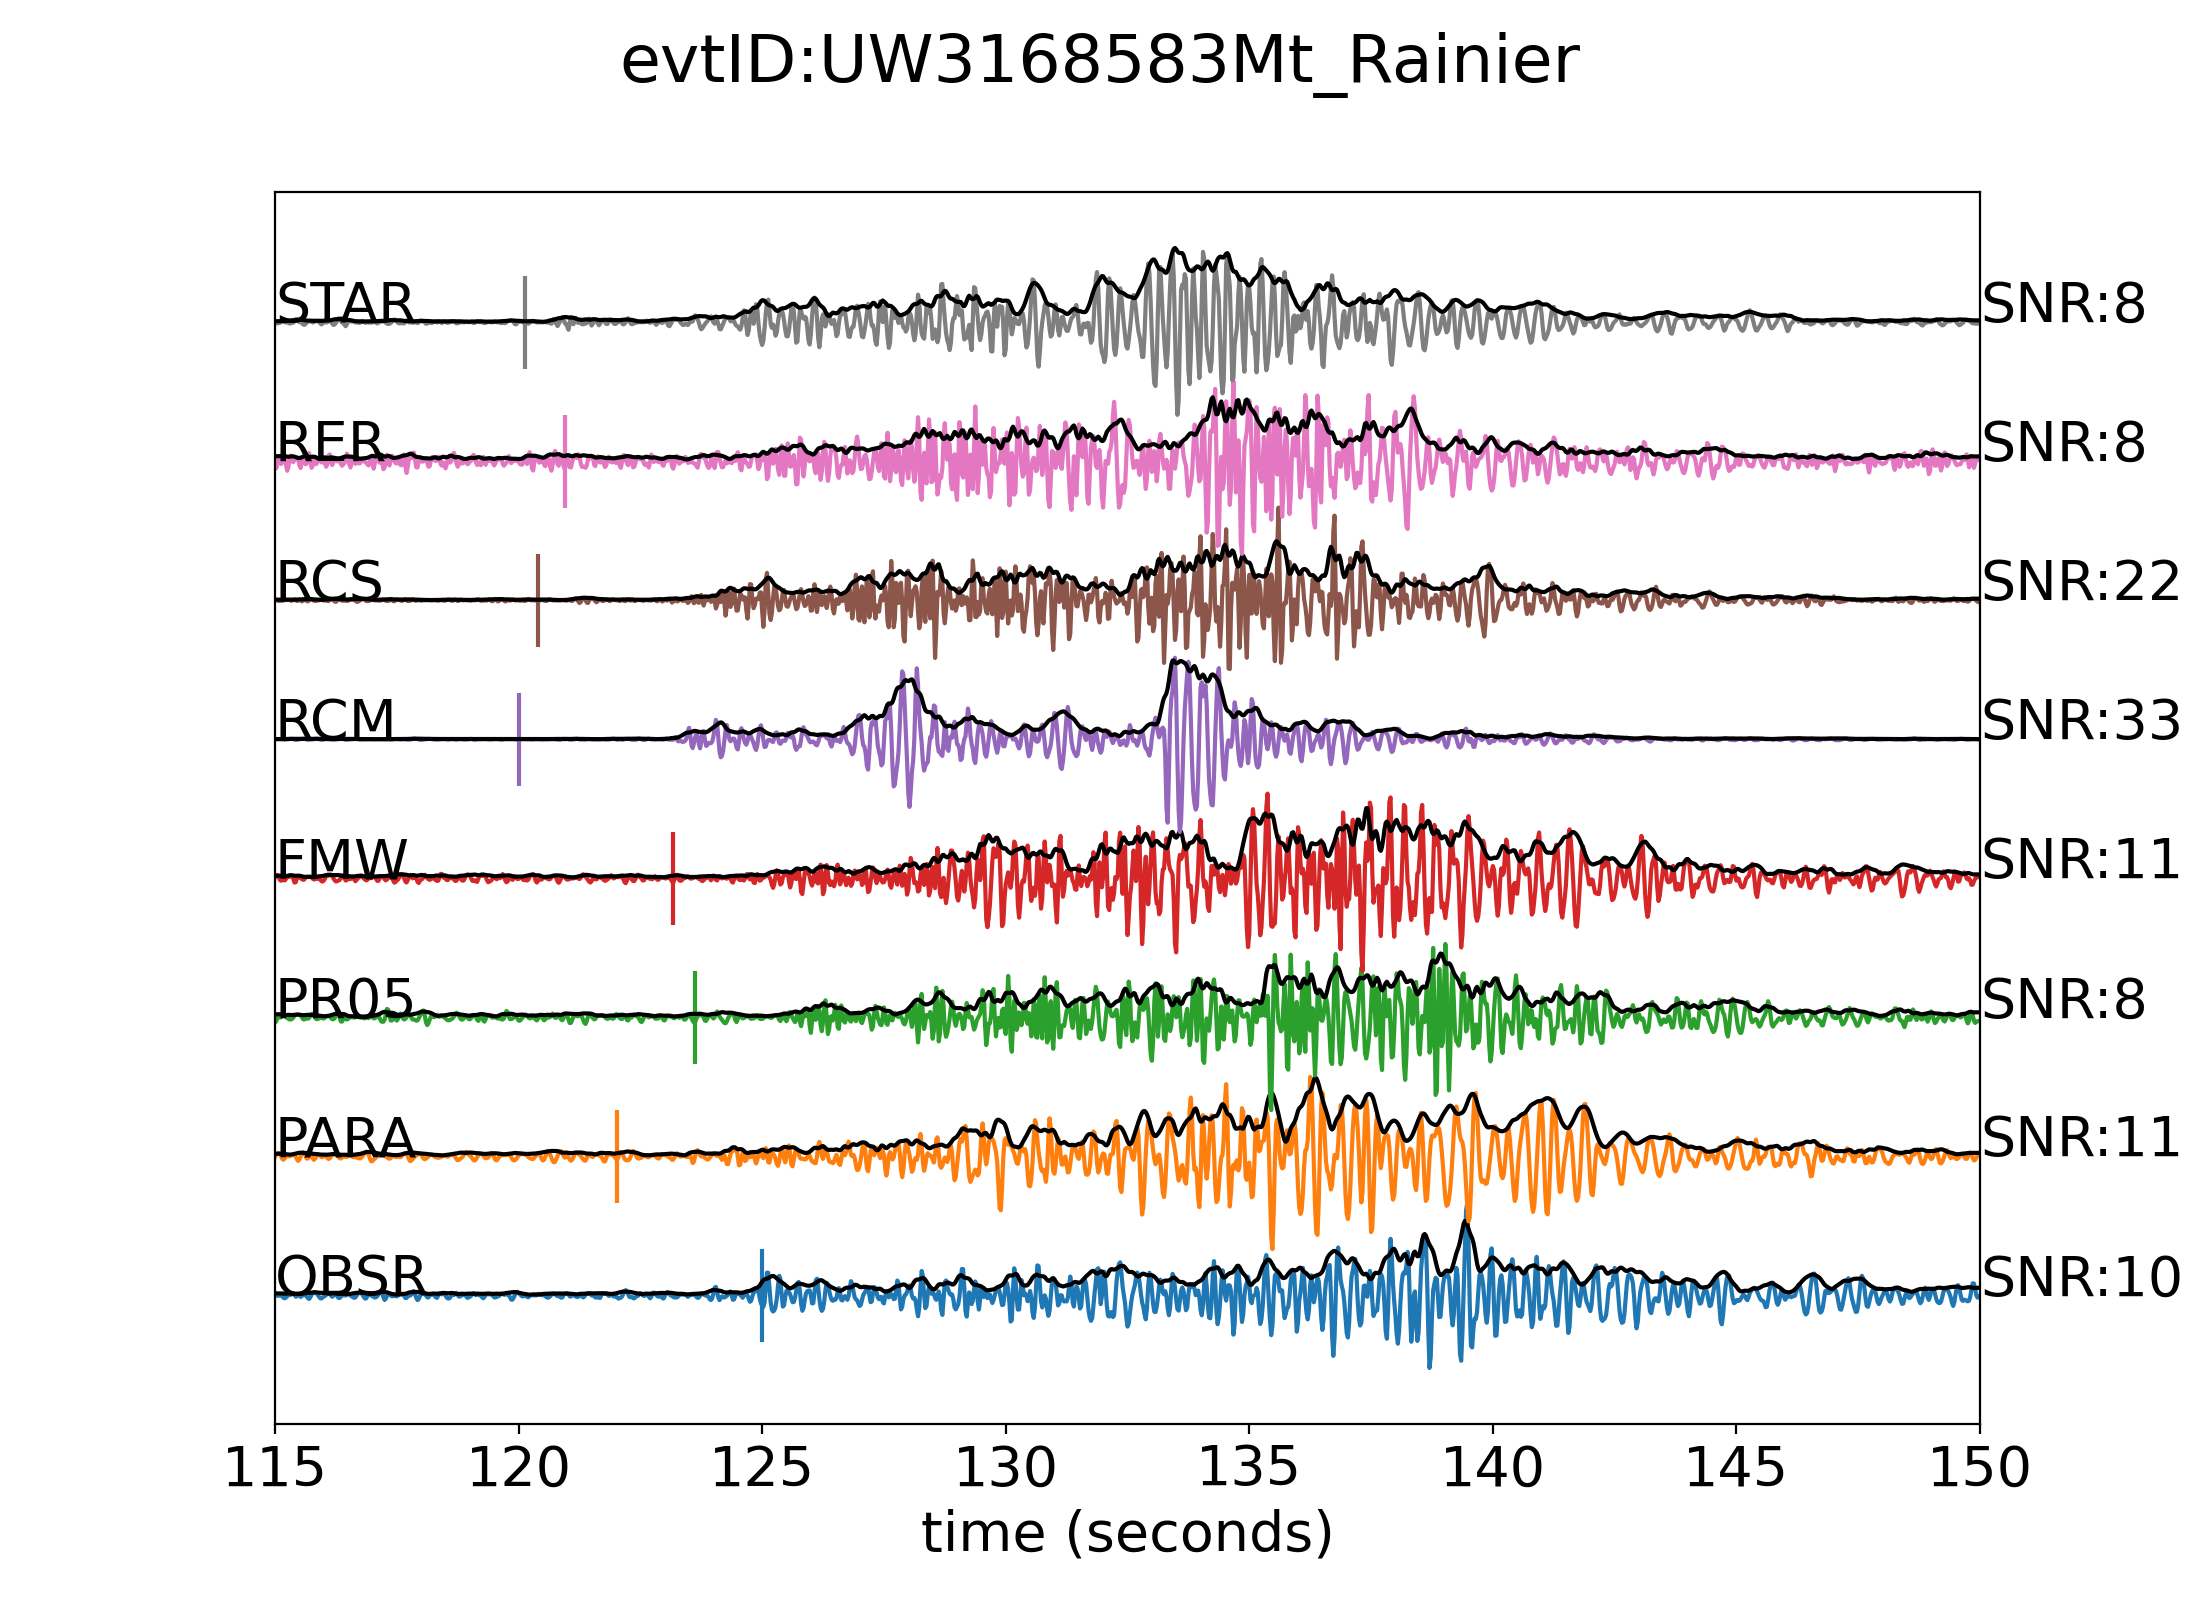 evtID:UW3168583Mt_Rainier
STAR SNR:8
RER SNR:8
RCS SNR:22
RCM SNR:33
FMW SNR:11
PR05 SNR:8
PARA SNR:11
OBSR SNR:10
115 120 125 130 135 140 145 150
time (seconds)